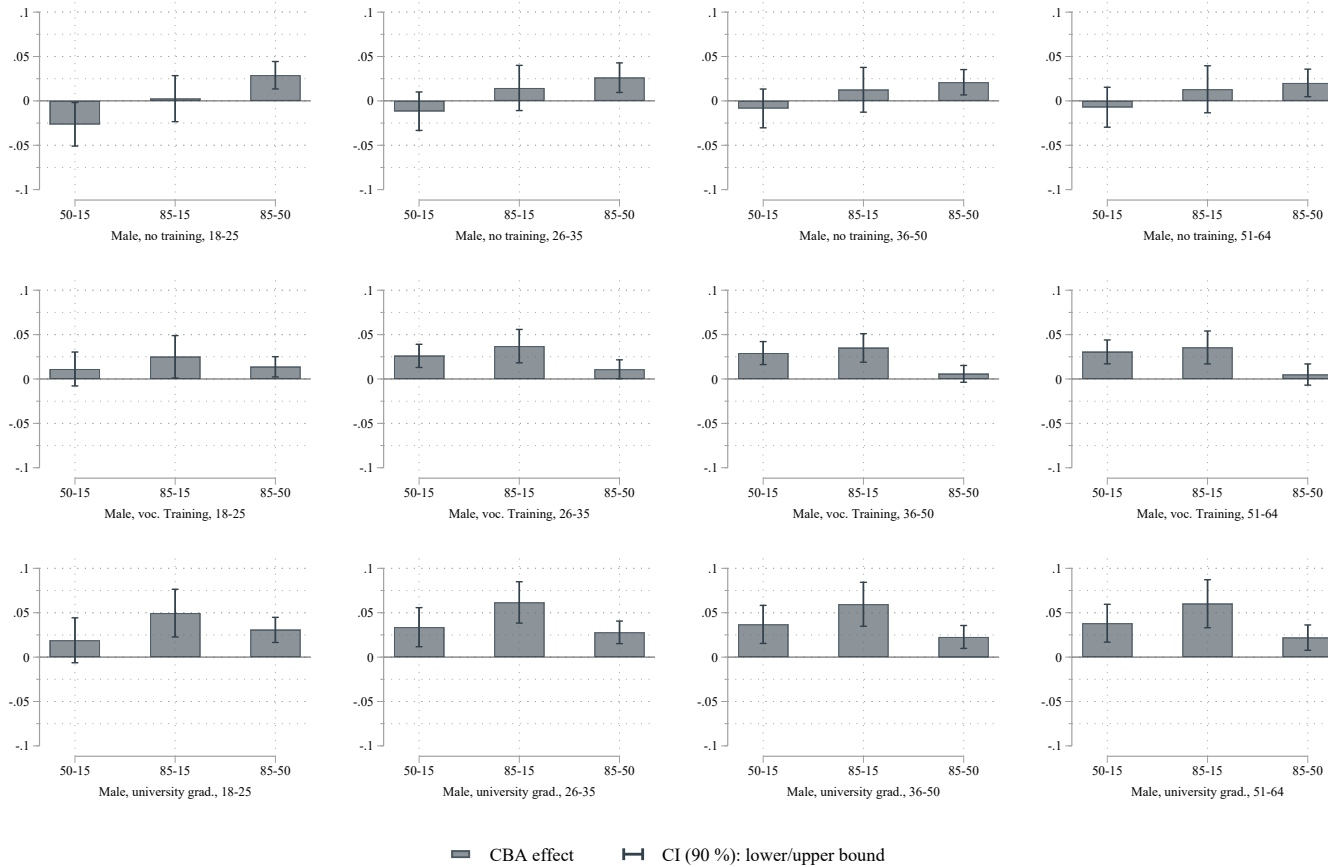 .1 .1 .1 .1
.05 .05 .05 .05
0 0 0 0
-.05 -.05 -.05 -.05
-.1 -.1 -.1 -.1
50-15 85-15 85-50 50-15 85-15 85-50 50-15 85-15 85-50 50-15 85-15 85-50
Male, no training, 18-25 Male, no training, 26-35 Male, no training, 36-50 Male, no training, 51-64
.1 .1 .1 .1
.05 .05 .05 .05
0 0 0 0
-.05 -.05 -.05 -.05
-.1 -.1 -.1 -.1
50-15 85-15 85-50 50-15 85-15 85-50 50-15 85-15 85-50 50-15 85-15 85-50
Male, voc. Training, 18-25 Male, voc. Training, 26-35 Male, voc. Training, 36-50 Male, voc. Training, 51-64
.1 .1 .1 .1
.05 .05 .05 .05
0 0 0 0
-.05 -.05 -.05 -.05
-.1 -.1 -.1 -.1
50-15 85-15 85-50 50-15 85-15 85-50 50-15 85-15 85-50 50-15 85-15 85-50
Male, university grad., 18-25 Male, university grad., 26-35 Male, university grad., 36-50 Male, university grad., 51-64
CBA effect CI (90 %): lower/upper bound